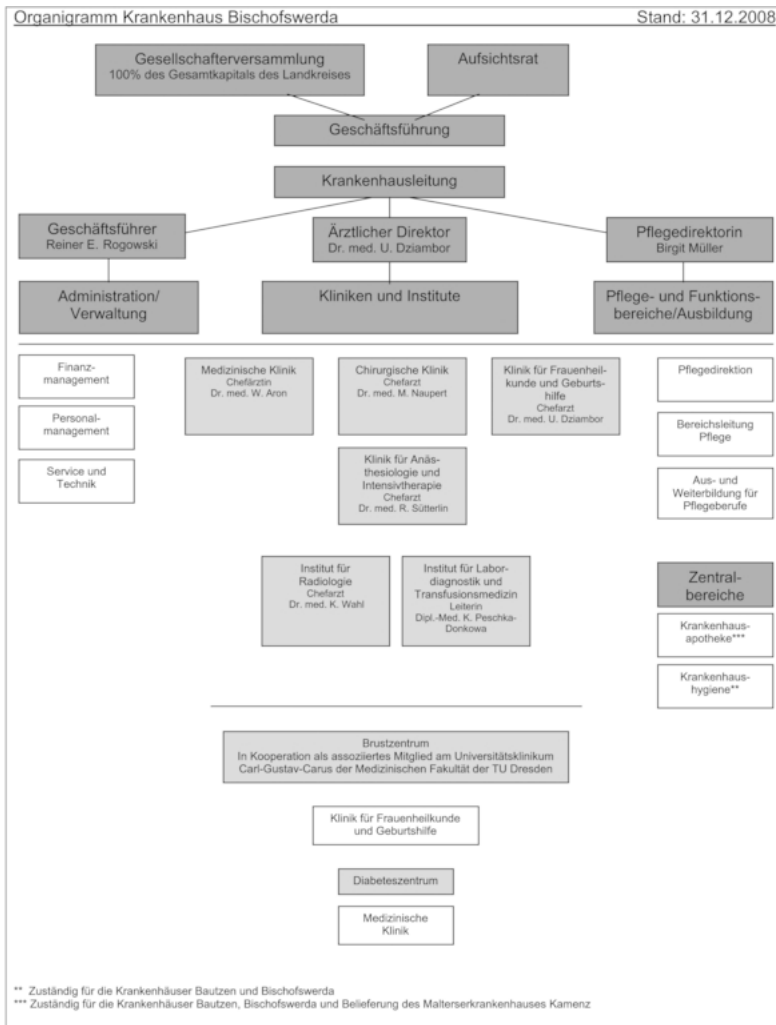 Organigramm Krankenhaus Bischofswerda
Stand: 31.12.2008
Gesellschafterversammlung
100% des Gesamtkapitals des Landkreises
Aufsichtsrat
Geschäftsführung
Krankenhausleitung
Geschäftsführer
Reiner E. Rogowski
Ärztlicher Direktor
Dr. med. U. Dziambor
Pflegedirektorin
Birgit Müller
Administration/
Verwaltung
Kliniken und Institute
Pflege- und Funktions-
bereiche/Ausbildung
Finanz-
management
Personal-
management
Service und
Technik
Medizinische Klinik
Chefärztin
Dr. med. W. Aron
Chirurgische Klinik
Chefarzt
Dr. med. M. Naupert
Klinik für Frauenheil-
kunde und Geburts-
hilfe
Chefarzt
Dr. med. U. Dziambor
Klinik für Anäs-
thesiologie und
Intensivtherapie
Chefarzt
Dr. med. R. Sütterlin
Institut für
Radiologie
Chefarzt
Dr. med. K. Wahl
Institut für Labor-
diagnostik und
Transfusionsmedizin
Leiterin
Dipl.-Med. K. Peschka-
Donkowa
Pflegedirektion
Bereichsleitung
Pflege
Aus- und
Weiterbildung für
Pflegeberufe
Zentral-
bereiche
Krankenhaus-
apotheke***
Krankenhaus-
hygiene**
Brustzentrum
In Kooperation als assoziiertes Mitglied am Universitätsklinikum
Carl-Gustav-Carus der Medizinischen Fakultät der TU Dresden
Klinik für Frauenheilkunde
und Geburtshilfe
Diabeteszentrum
Medizinische
Klinik
** Zuständig für die Krankenhäuser Bautzen und Bischofswerda
*** Zuständig für die Krankenhäuser Bautzen, Bischofswerda und Belieferung des Malterserkrankenhauses Kamenz